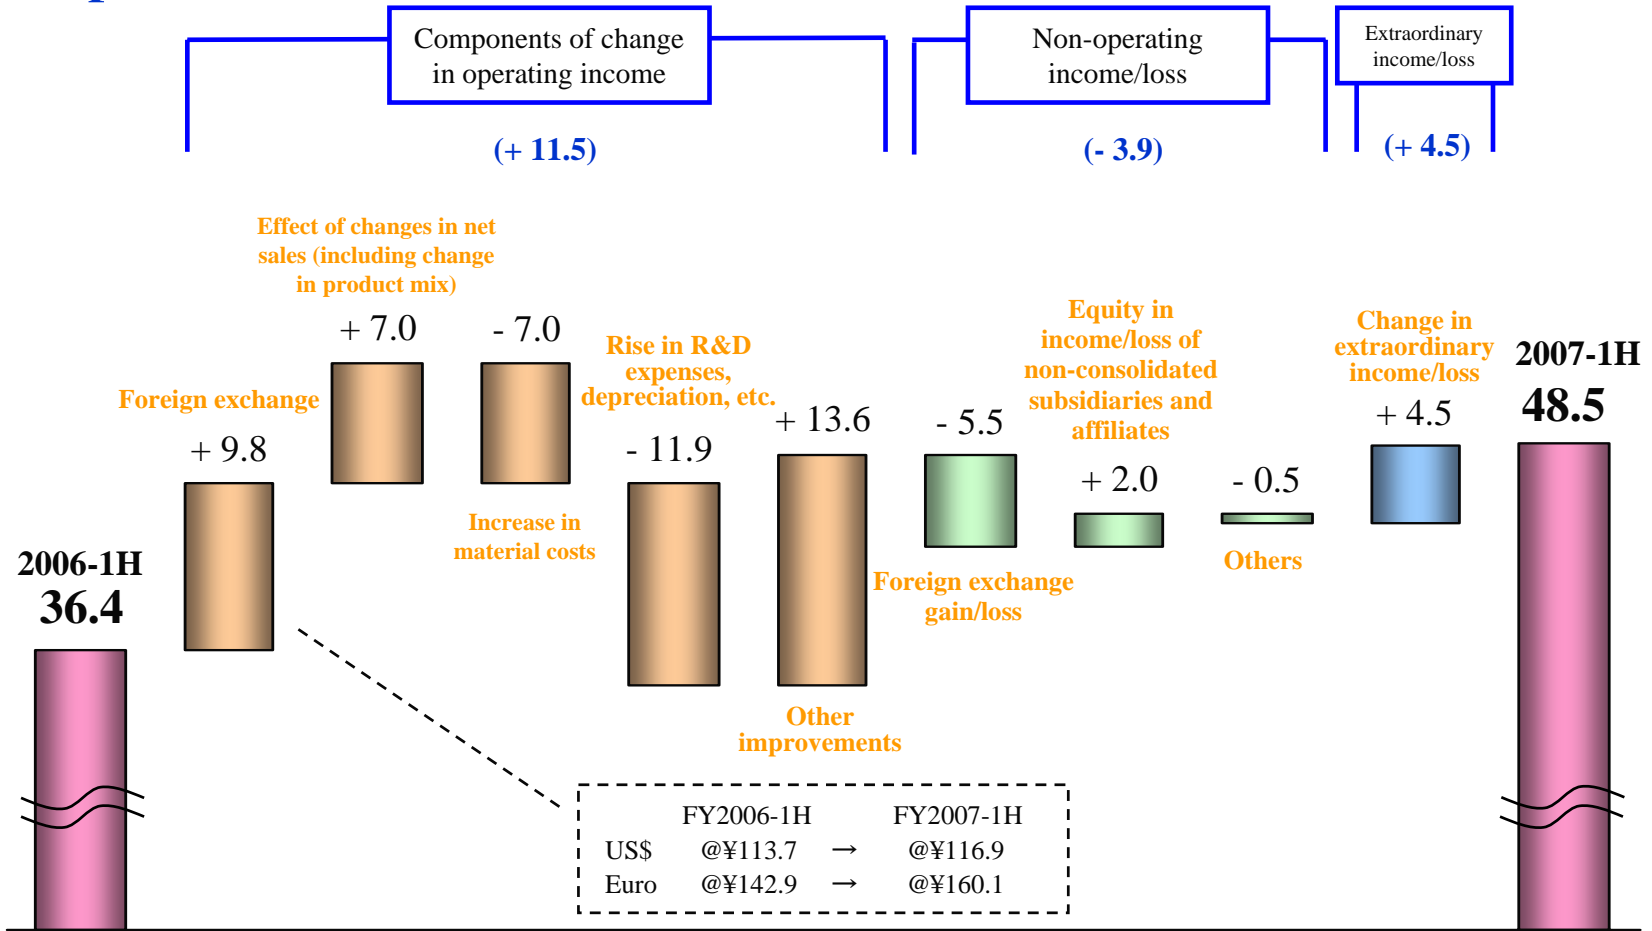 Components of change
in operating income
(+ 11.5)
Non-operating
income/loss
(- 3.9)
Extraordinary
income/loss
(+ 4.5)
2006-1H
36.4
Foreign exchange
+ 9.8
Effect of changes in net
sales (including change
in product mix)
+ 7.0
- 7.0
Increase in
material costs
Rise in R&D
expenses,
depreciation, etc.
- 11.9
+ 13.6
Other
improvements
- 5.5
Foreign exchange
gain/loss
Equity in
income/loss of
non-consolidated
subsidiaries and
affiliates
+ 2.0
- 0.5
Others
Change in
extraordinary
income/loss
+ 4.5
2007-1H
48.5
FY2006-1H FY2007-1H
US$ @¥113.7 → @¥116.9
Euro @¥142.9 → @¥160.1